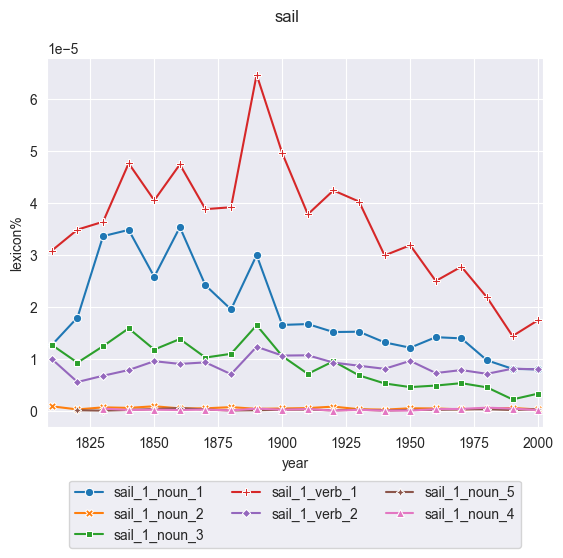 sail
1e−5
6
5
4
3
2
1
0
lexicon%
1825 1850 1875 1900 1925 1950 1975 2000
year
sail_1_noun_1 sail_1_verb_1 sail_1_noun_5
sail_1_noun_2 sail_1_verb_2 sail_1_noun_4
sail_1_noun_3